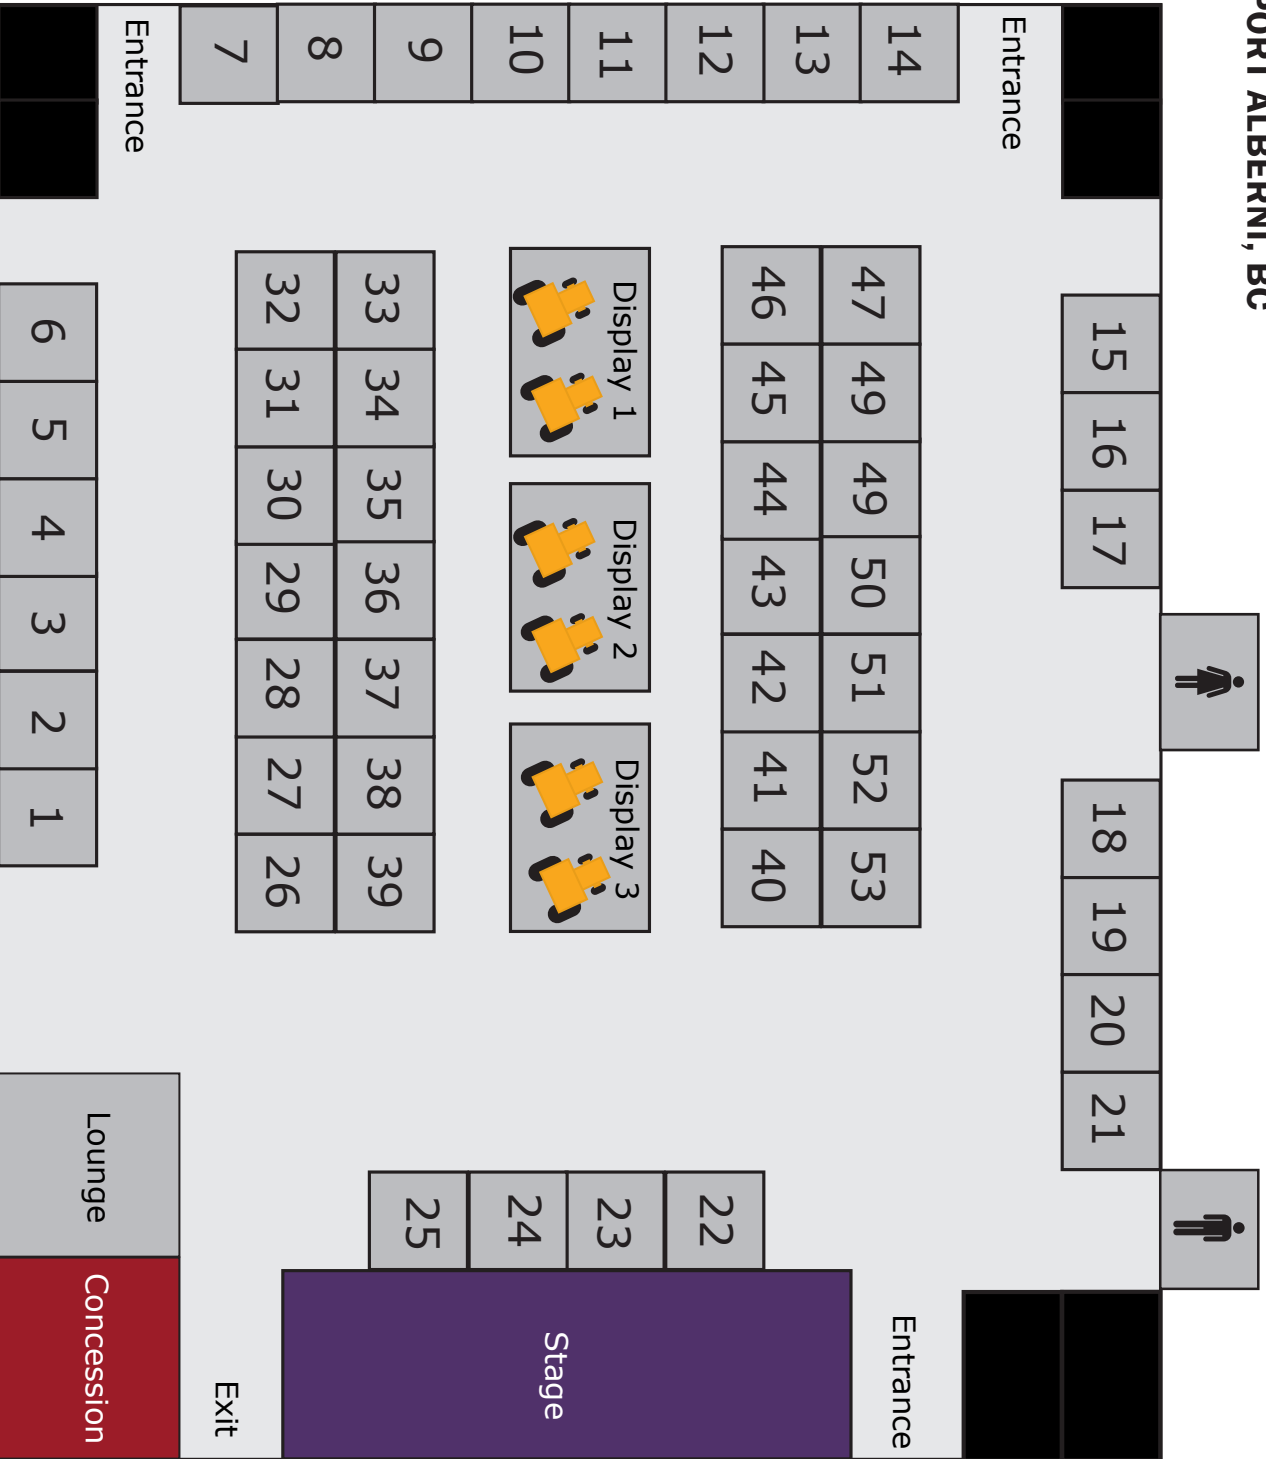 PORT ALBERNI, BC
15 16 17 18 19 20 21
Entrance
14
47 49 49 50 51 52 53
Entrance
13
46 45 44 43 42 41 40
12
22
Display 1 Display 2 Display 3
11
23
Stage
10
24
9
25
33 34 35 36 37 38 39
8
32 31 30 29 28 27 26
7
Exit
Entrance
Lounge
Concession
6 5 4 3 2 1